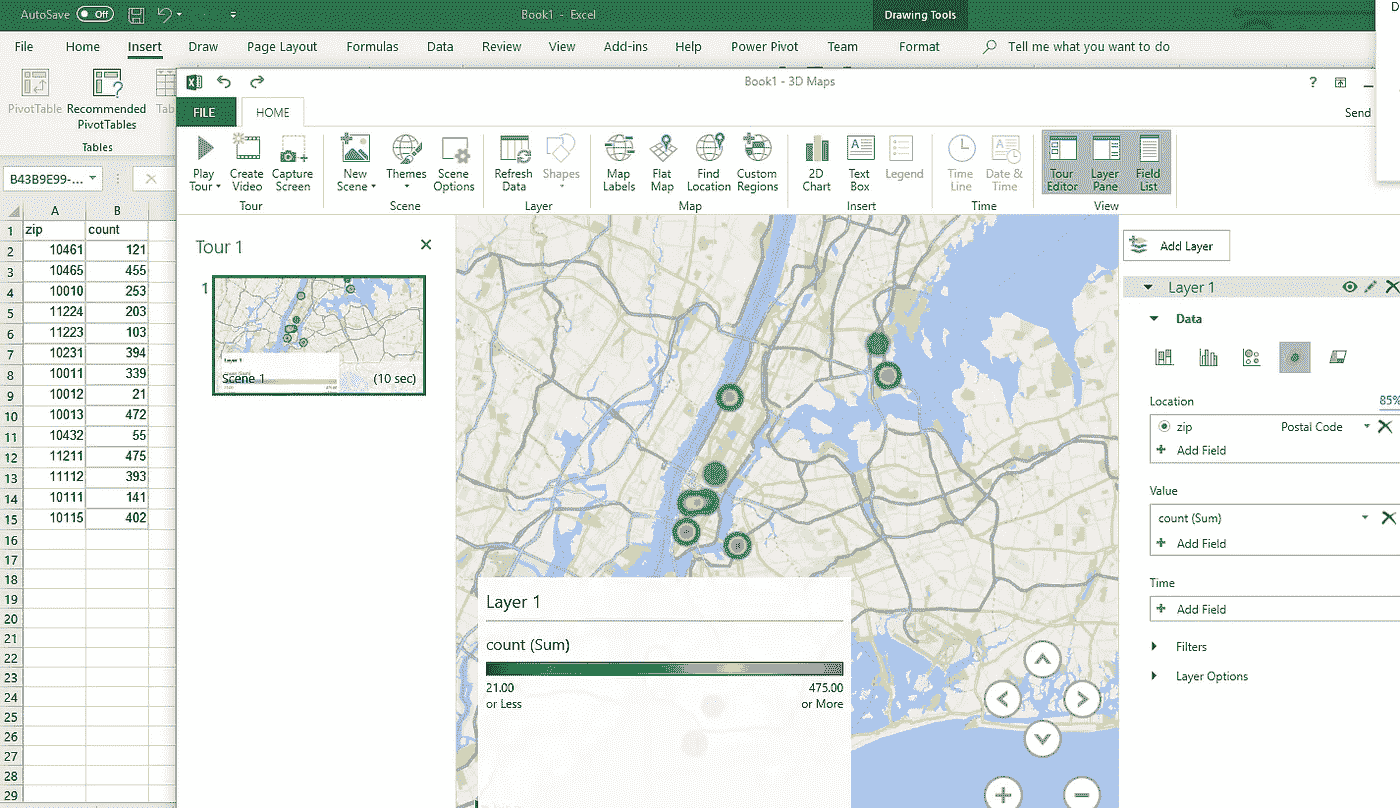 AutoSave Off Book1 - Excel Drawing Tools
File Home Insert Draw Page Layout Formulas Data Review View Add-ins Help Power Pivot Team Format Tell me what you want to do
PivotTable Recommended PivotTables
Tables
Book1 - 3D Maps
?
FILE HOME
Send
Play Tour Create Video Capture Screen New Scene Themes Scene Options Refresh Data Shapes Map Labels Flat Map Find Location Custom Regions 2D Chart Text Box Legend Time Line Date & Time Tour Editor Layer Pane Field List
Tour Scene Layer Map Insert Time View
B43B9E99-...
A B
1 zip count
2 10461 121
3 10465 455
4 10010 253
5 11224 203
6 11223 103
7 10231 394
8 10011 339
9 10012 21
10 10013 472
11 10432 55
12 11211 475
13 11112 393
14 10111 141
15 10115 402
16
17
18
19
20
21
22
23
24
25
26
27
28
29
Tour 1
1
Layer 1
Scene 1 (10 sec)
Layer 1
count (Sum)
21.00 475.00
or Less or More
Add Layer
Layer 1
Data
Location 85%
zip Postal Code
Add Field
Value
count (Sum)
Add Field
Time
Add Field
Filters
Layer Options